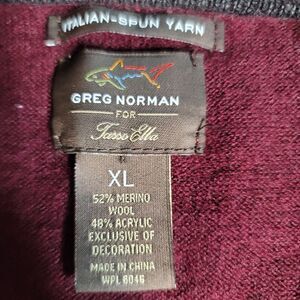 ITALIAN-SPUN YARN
GREG NORMAN
FOR
Tasso Elba
XL
52% MERINO
WOOL
48% ACRYLIC
EXCLUSIVE OF
DECORATION
MADE IN CHINA
WPL 6046